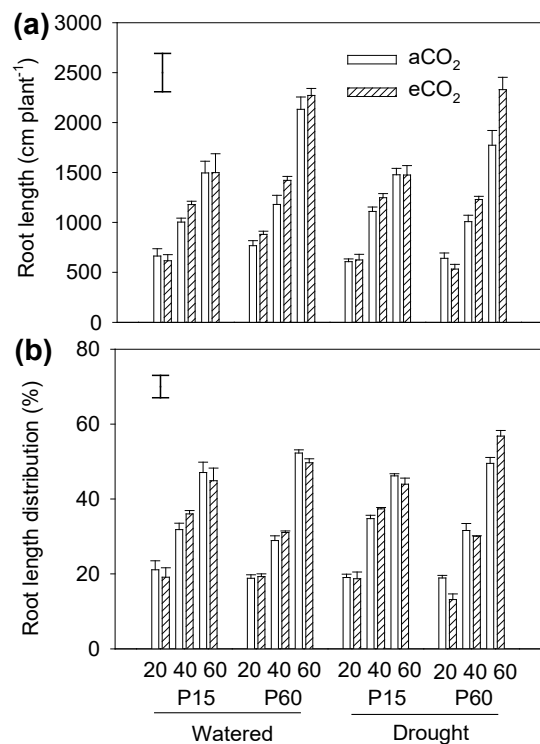 (a)
3000
2500
2000
1500
1000
500
0
Root length (cm plant⁻¹)
aCO₂
eCO₂
(b)
80
60
40
20
0
Root length distribution (%)
20 40 60 20 40 60 20 40 60 20 40 60
P15 P60 P15 P60
Watered Drought